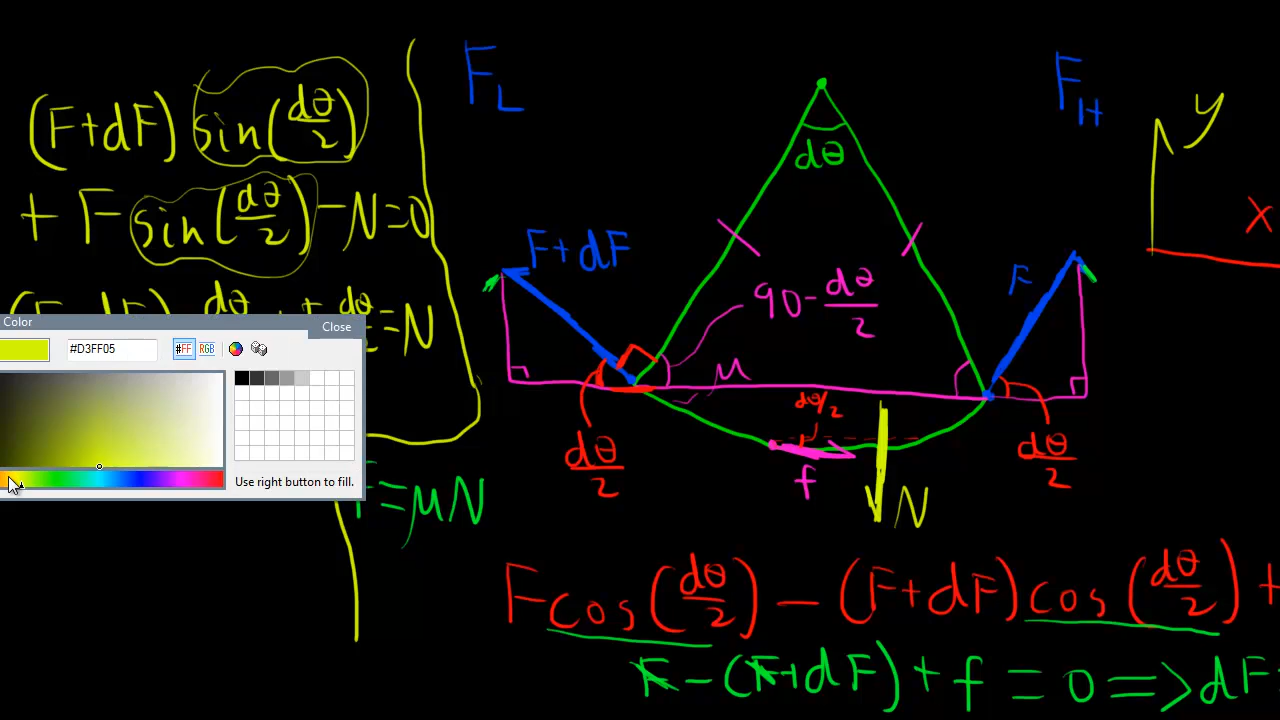 F_L
F_H
y
x
dθ
(F+dF) sin(dθ/2)
+ F sin(dθ/2) - N = 0
F+dF
F
90 - dθ/2
μ
dθ/2
dθ/2
dθ/2
f
N
dθ dθ
= N
Color
Close
#D3FF05
#FF
RGB
Use right button to fill.
= μN
F cos(dθ/2) - (F+dF) cos(dθ/2) +
F - (F+dF) + f = 0 => dF